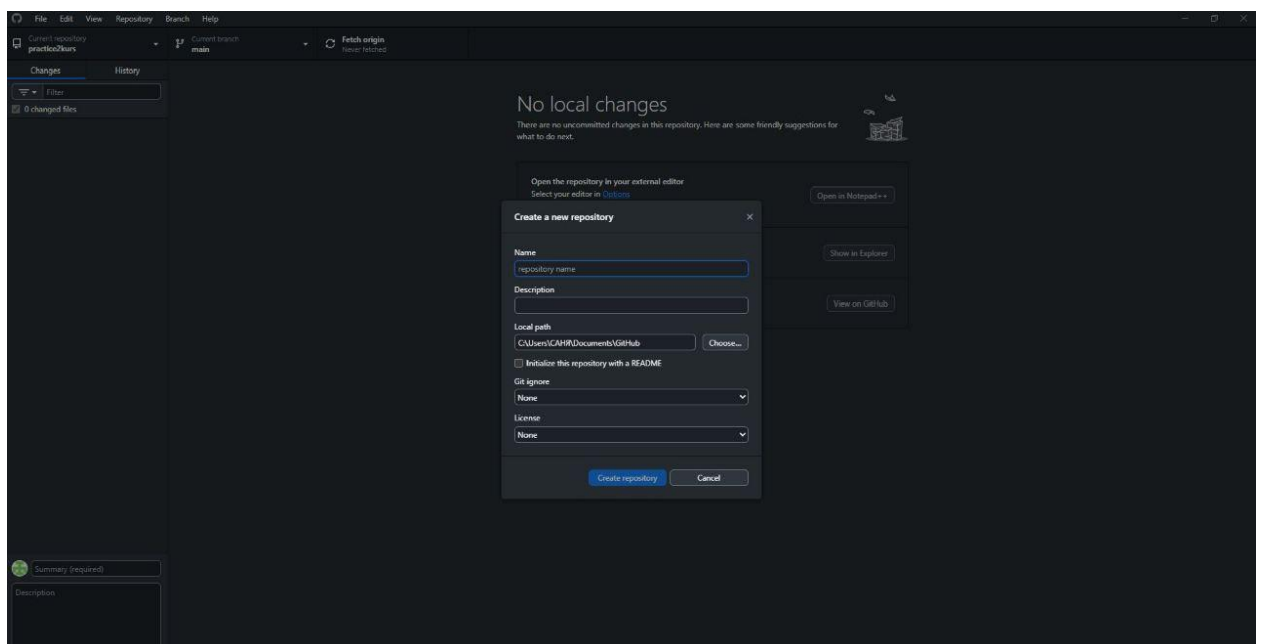 File Edit View Repository Branch Help
Current repository
practice2kurs
Current branch
main
Fetch origin
Never fetched
Changes History
Filter
0 changed files
No local changes
There are no uncommitted changes in this repository. Here are some friendly suggestions for
what to do next.
Open the repository in your external editor
Select your editor in Options
Open in Notepad++
Show in Explorer
View on GitHub
Create a new repository
Name
repository name
Description
Local path
C:\Users\САНЯ\Documents\GitHub
Choose...
Initialize this repository with a README
Git ignore
None
License
None
Create repository Cancel
Summary (required)
Description